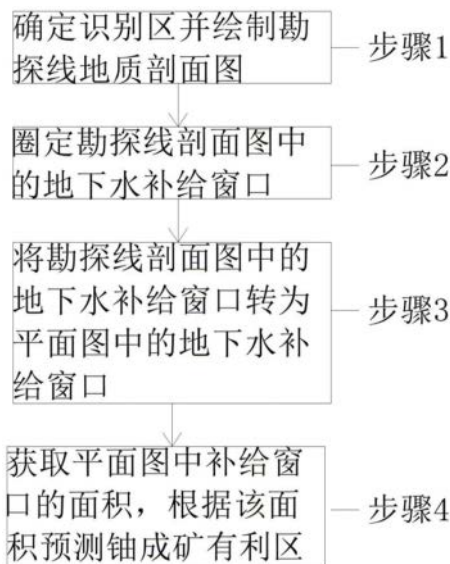 确定识别区并绘制勘
探线地质剖面图
步骤1
圈定勘探线剖面图中
的地下水补给窗口
步骤2
将勘探线剖面图中的
地下水补给窗口转为
平面图中的地下水补
给窗口
步骤3
获取平面图中补给窗
口的面积，根据该面
积预测铀成矿有利区
步骤4